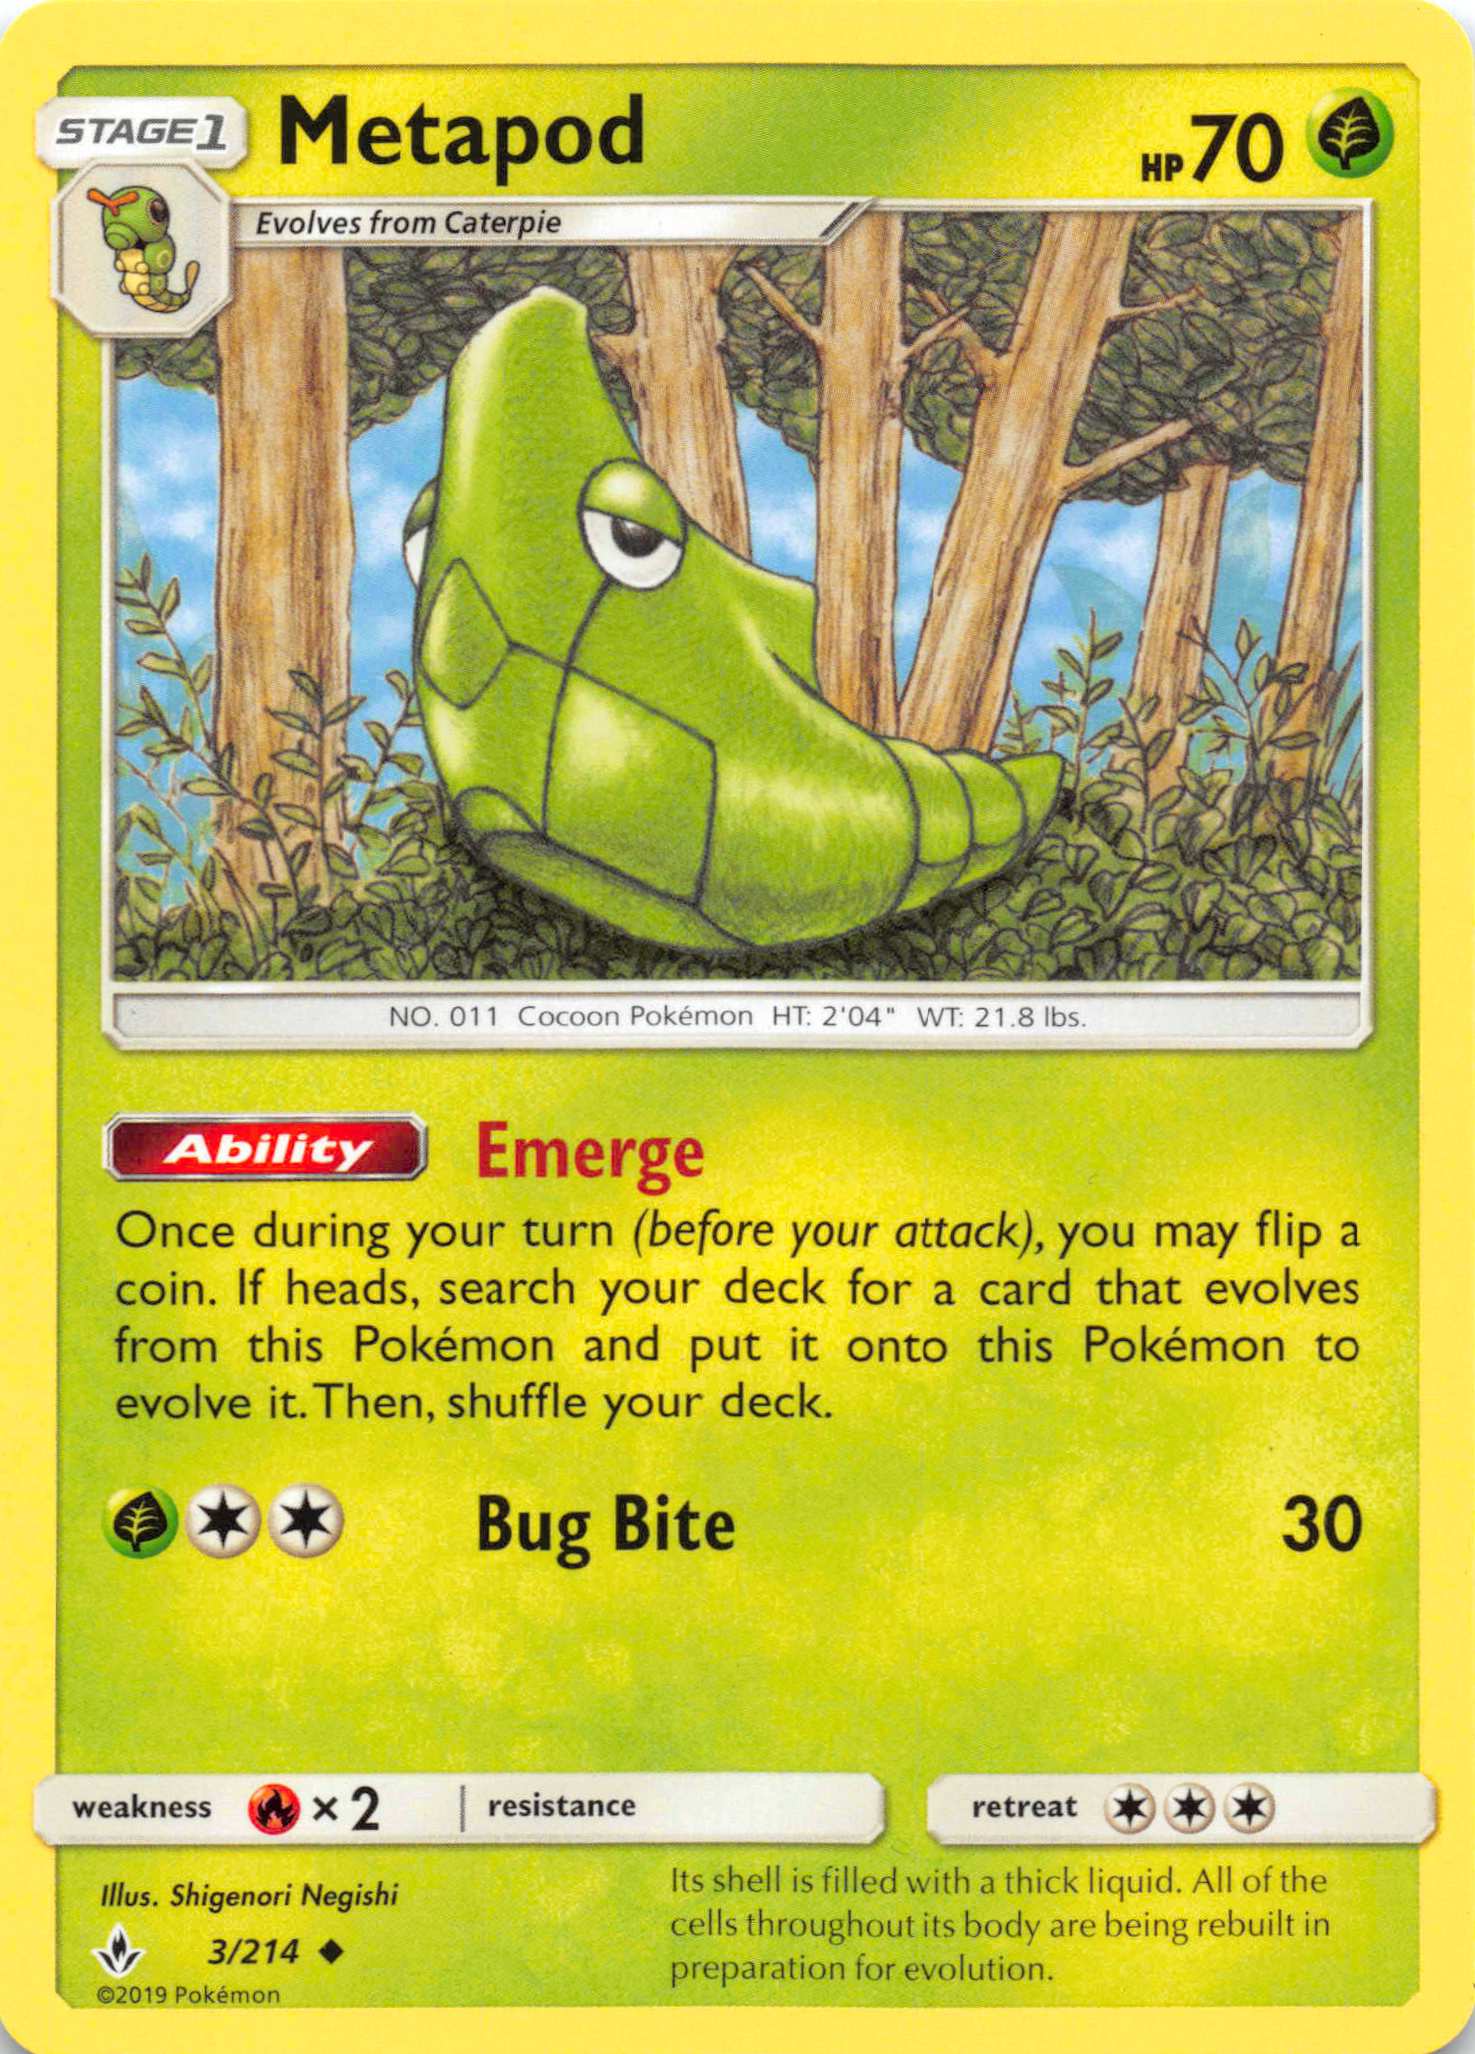 STAGE1
Metapod
HP70
Evolves from Caterpie
NO. 011 Cocoon Pokémon HT: 2'04" WT: 21.8 lbs.
Ability Emerge
Once during your turn (before your attack), you may flip a
coin. If heads, search your deck for a card that evolves
from this Pokémon and put it onto this Pokémon to
evolve it. Then, shuffle your deck.
Bug Bite 30
weakness × 2 resistance retreat
Illus. Shigenori Negishi
3/214
©2019 Pokémon
Its shell is filled with a thick liquid. All of the
cells throughout its body are being rebuilt in
preparation for evolution.